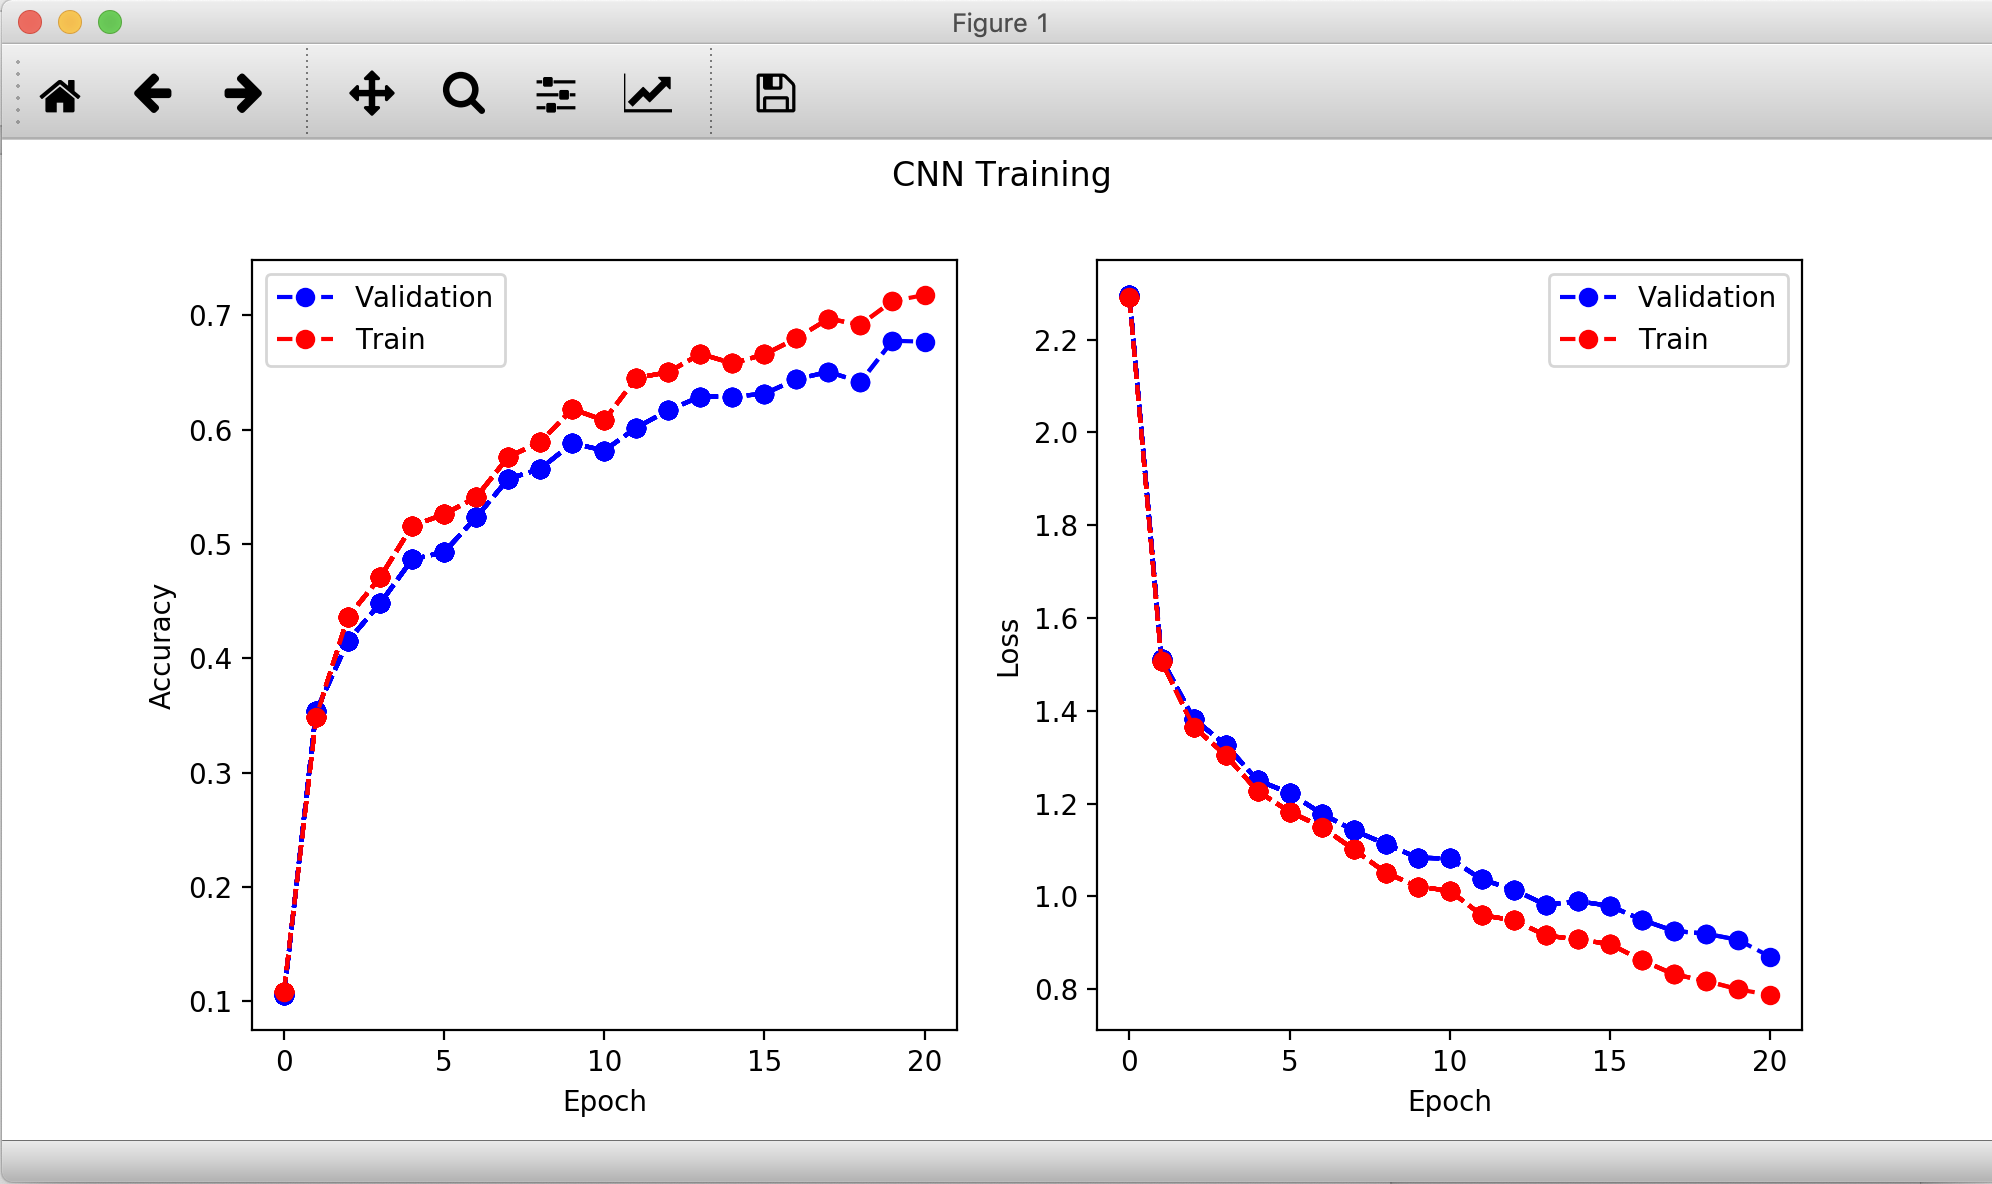 Figure 1
CNN Training
Validation
Train
0.7
0.6
0.5
0.4
0.3
0.2
0.1
Accuracy
0 5 10 15 20
Epoch
Validation
Train
2.2
2.0
1.8
1.6
1.4
1.2
1.0
0.8
Loss
0 5 10 15 20
Epoch